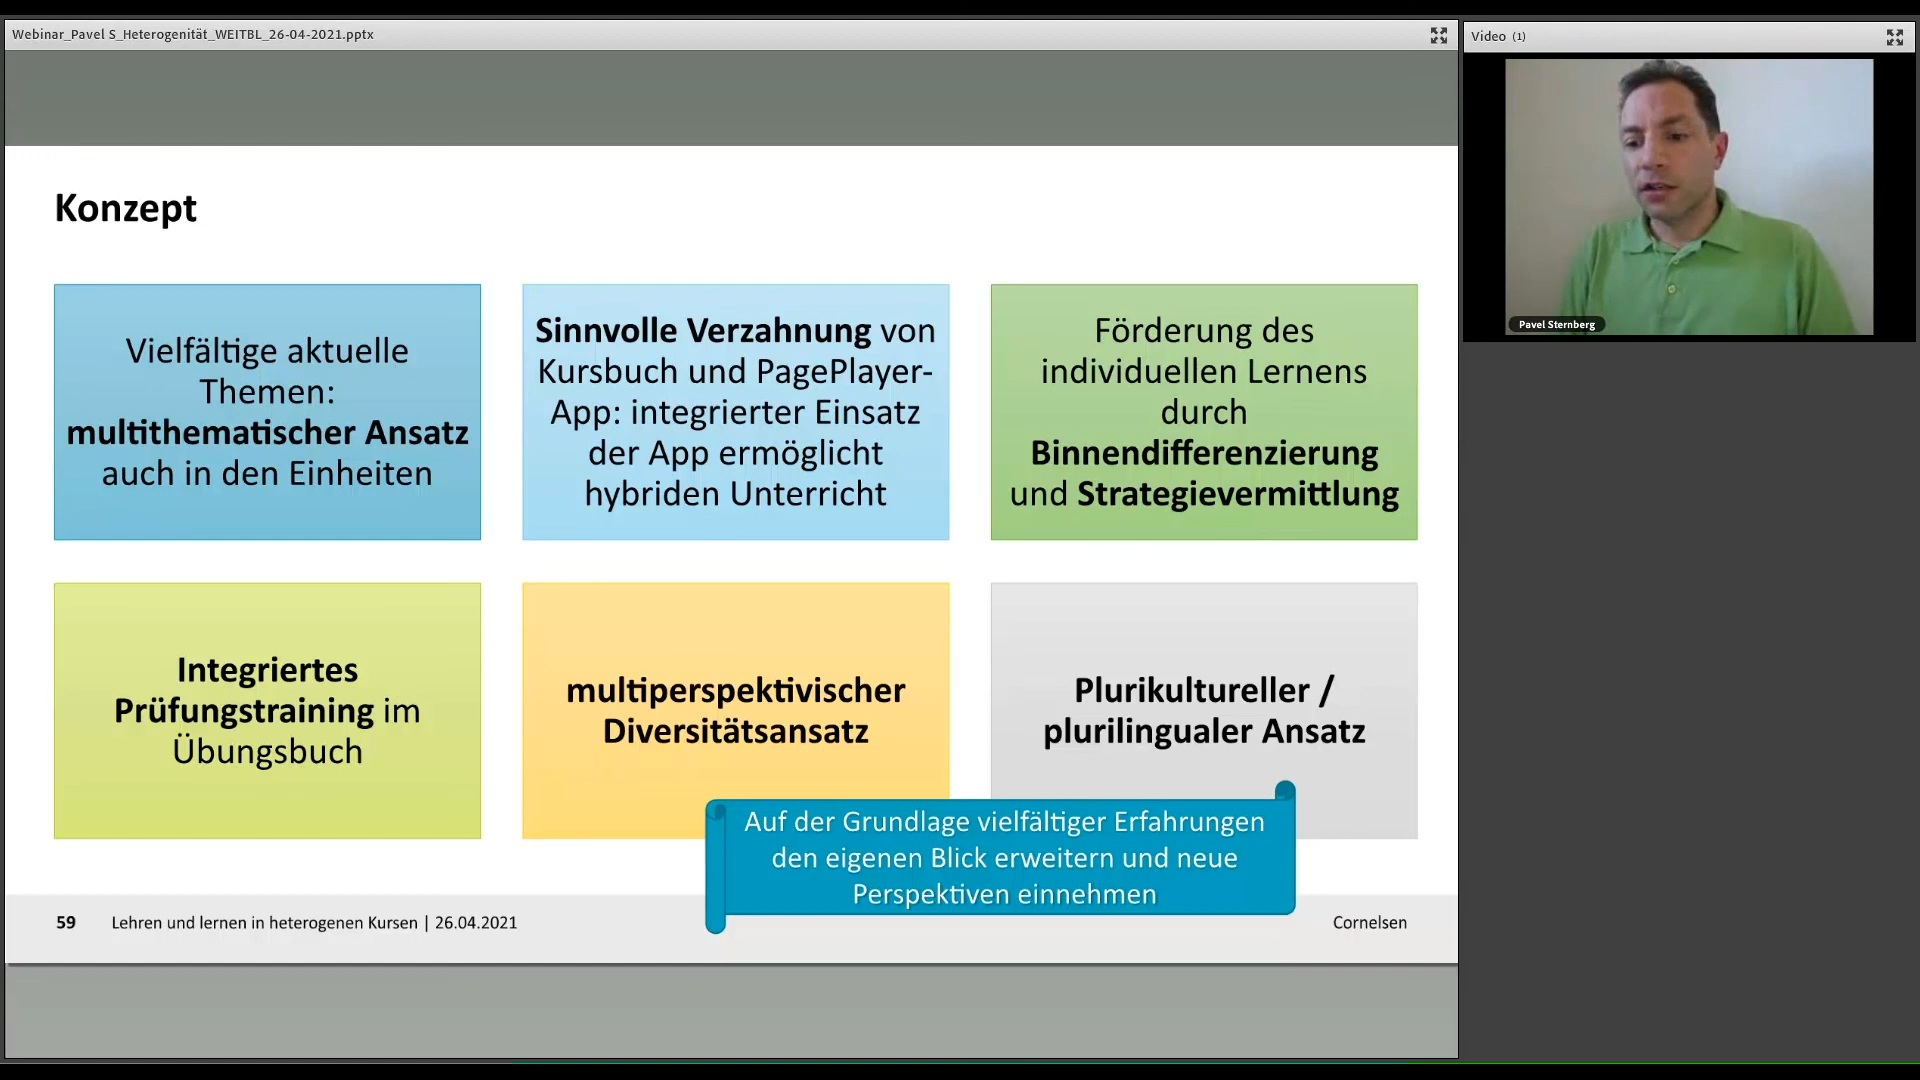 Webinar_Pavel S_Heterogenität_WEITBL_26-04-2021.pptx
Video (1)
Pavel Sternberg
Konzept
Vielfältige aktuelle
Themen:
multithematischer Ansatz
auch in den Einheiten
Sinnvolle Verzahnung von
Kursbuch und PagePlayer-
App: integrierter Einsatz
der App ermöglicht
hybriden Unterricht
Förderung des
individuellen Lernens
durch
Binnendifferenzierung
und Strategievermittlung
Integriertes
Prüfungstraining im
Übungsbuch
multiperspektivischer
Diversitätsansatz
Plurikultureller /
plurilingualer Ansatz
Auf der Grundlage vielfältiger Erfahrungen
den eigenen Blick erweitern und neue
Perspektiven einnehmen
59 Lehren und lernen in heterogenen Kursen | 26.04.2021
Cornelsen